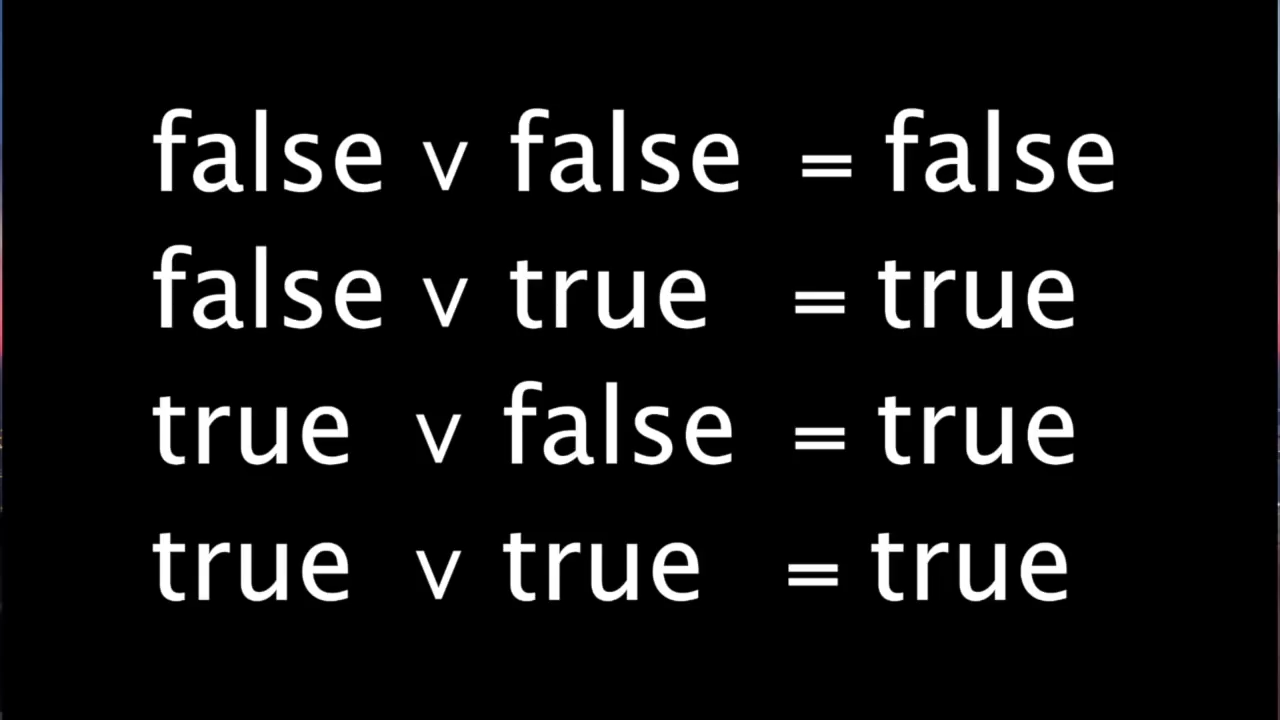 false ∨ false = false
false ∨ true = true
true ∨ false = true
true ∨ true = true